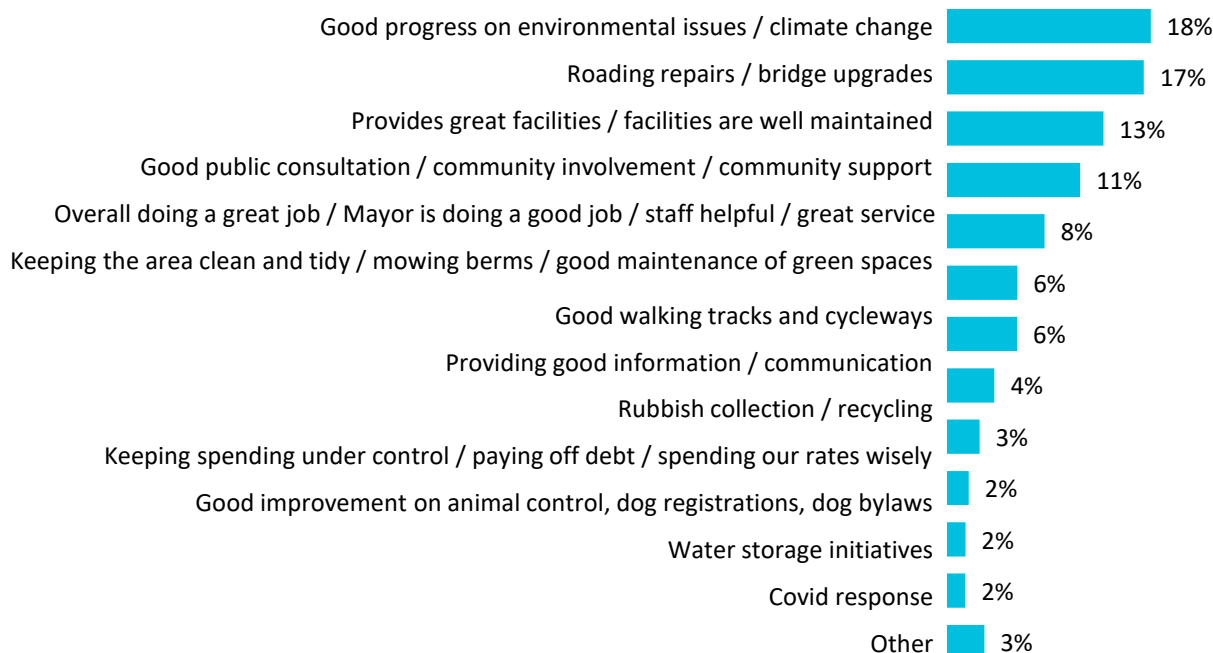 Good progress on environmental issues / climate change 18%
Roading repairs / bridge upgrades 17%
Provides great facilities / facilities are well maintained 13%
Good public consultation / community involvement / community support 11%
Overall doing a great job / Mayor is doing a good job / staff helpful / great service 8%
Keeping the area clean and tidy / mowing berms / good maintenance of green spaces 6%
Good walking tracks and cycleways 6%
Providing good information / communication 4%
Rubbish collection / recycling 3%
Keeping spending under control / paying off debt / spending our rates wisely
Good improvement on animal control, dog registrations, dog bylaws 2%
Water storage initiatives 2%
Covid response 2%
Other 3%